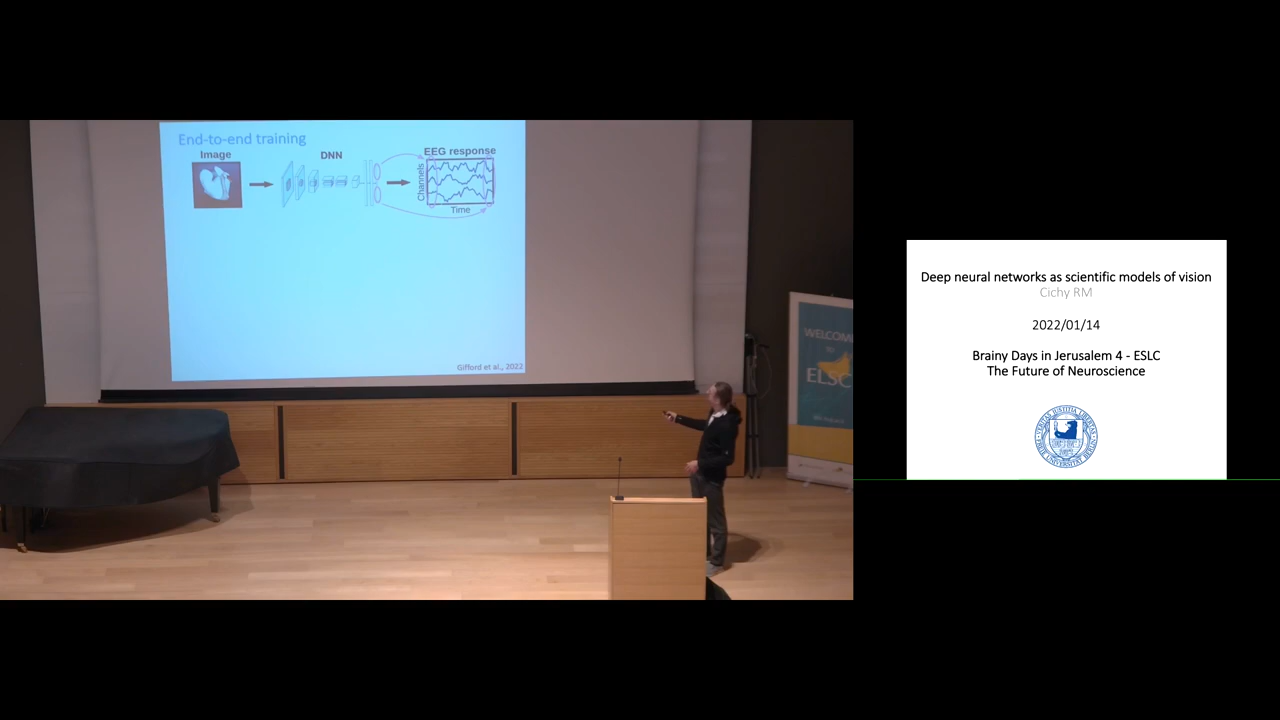 End-to-end training
Image
DNN
EEG response
Channels
Time
Gifford et al., 2022
WELCOME
TO
ELSC
Deep neural networks as scientific models of vision
Cichy RM
2022/01/14
Brainy Days in Jerusalem 4 - ESLC
The Future of Neuroscience